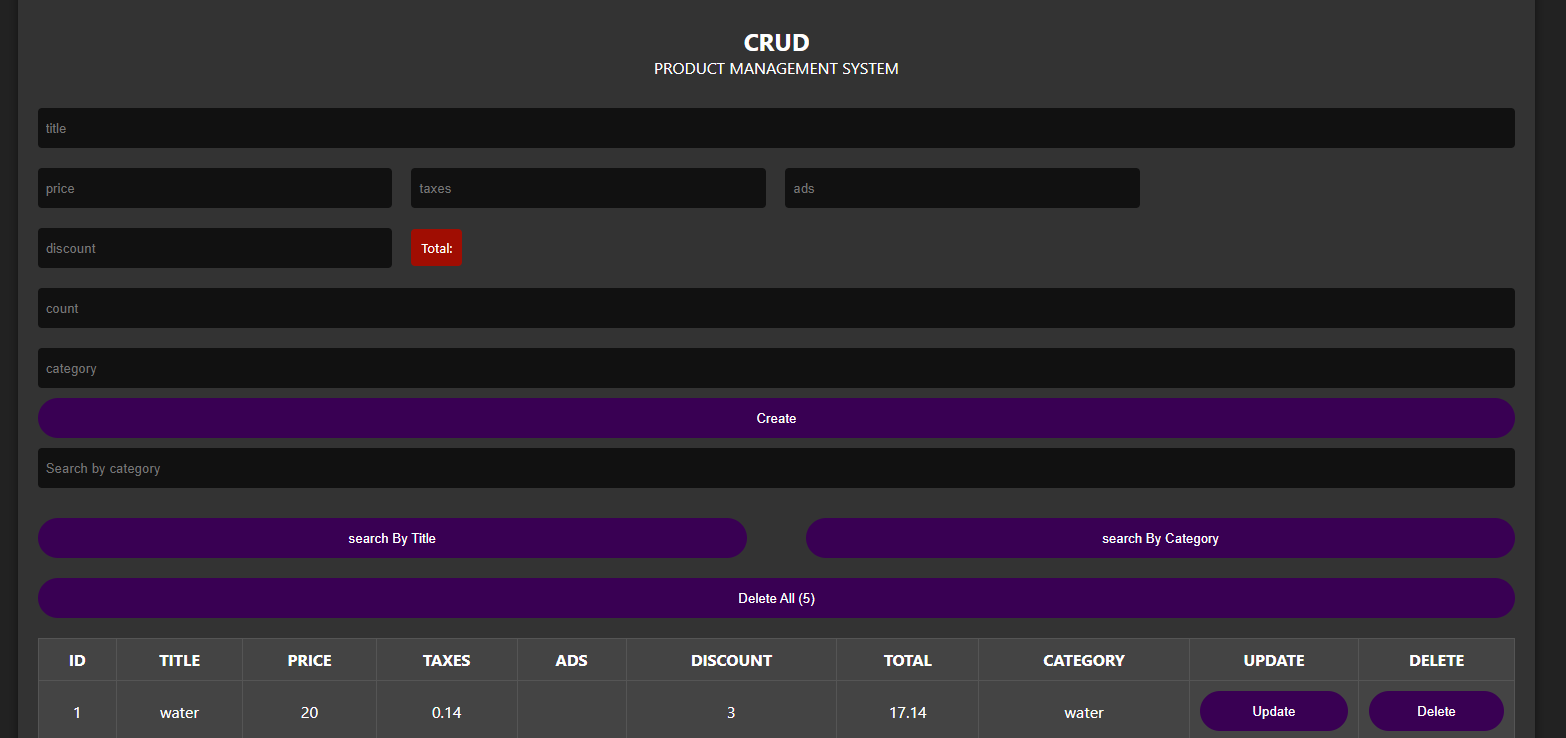 CRUD
PRODUCT MANAGEMENT SYSTEM
title
price taxes ads
discount Total:
count
category
Create
Search by category
search By Title search By Category
Delete All (5)
ID TITLE PRICE TAXES ADS DISCOUNT TOTAL CATEGORY UPDATE DELETE
1 water 20 0.14 3 17.14 water Update Delete